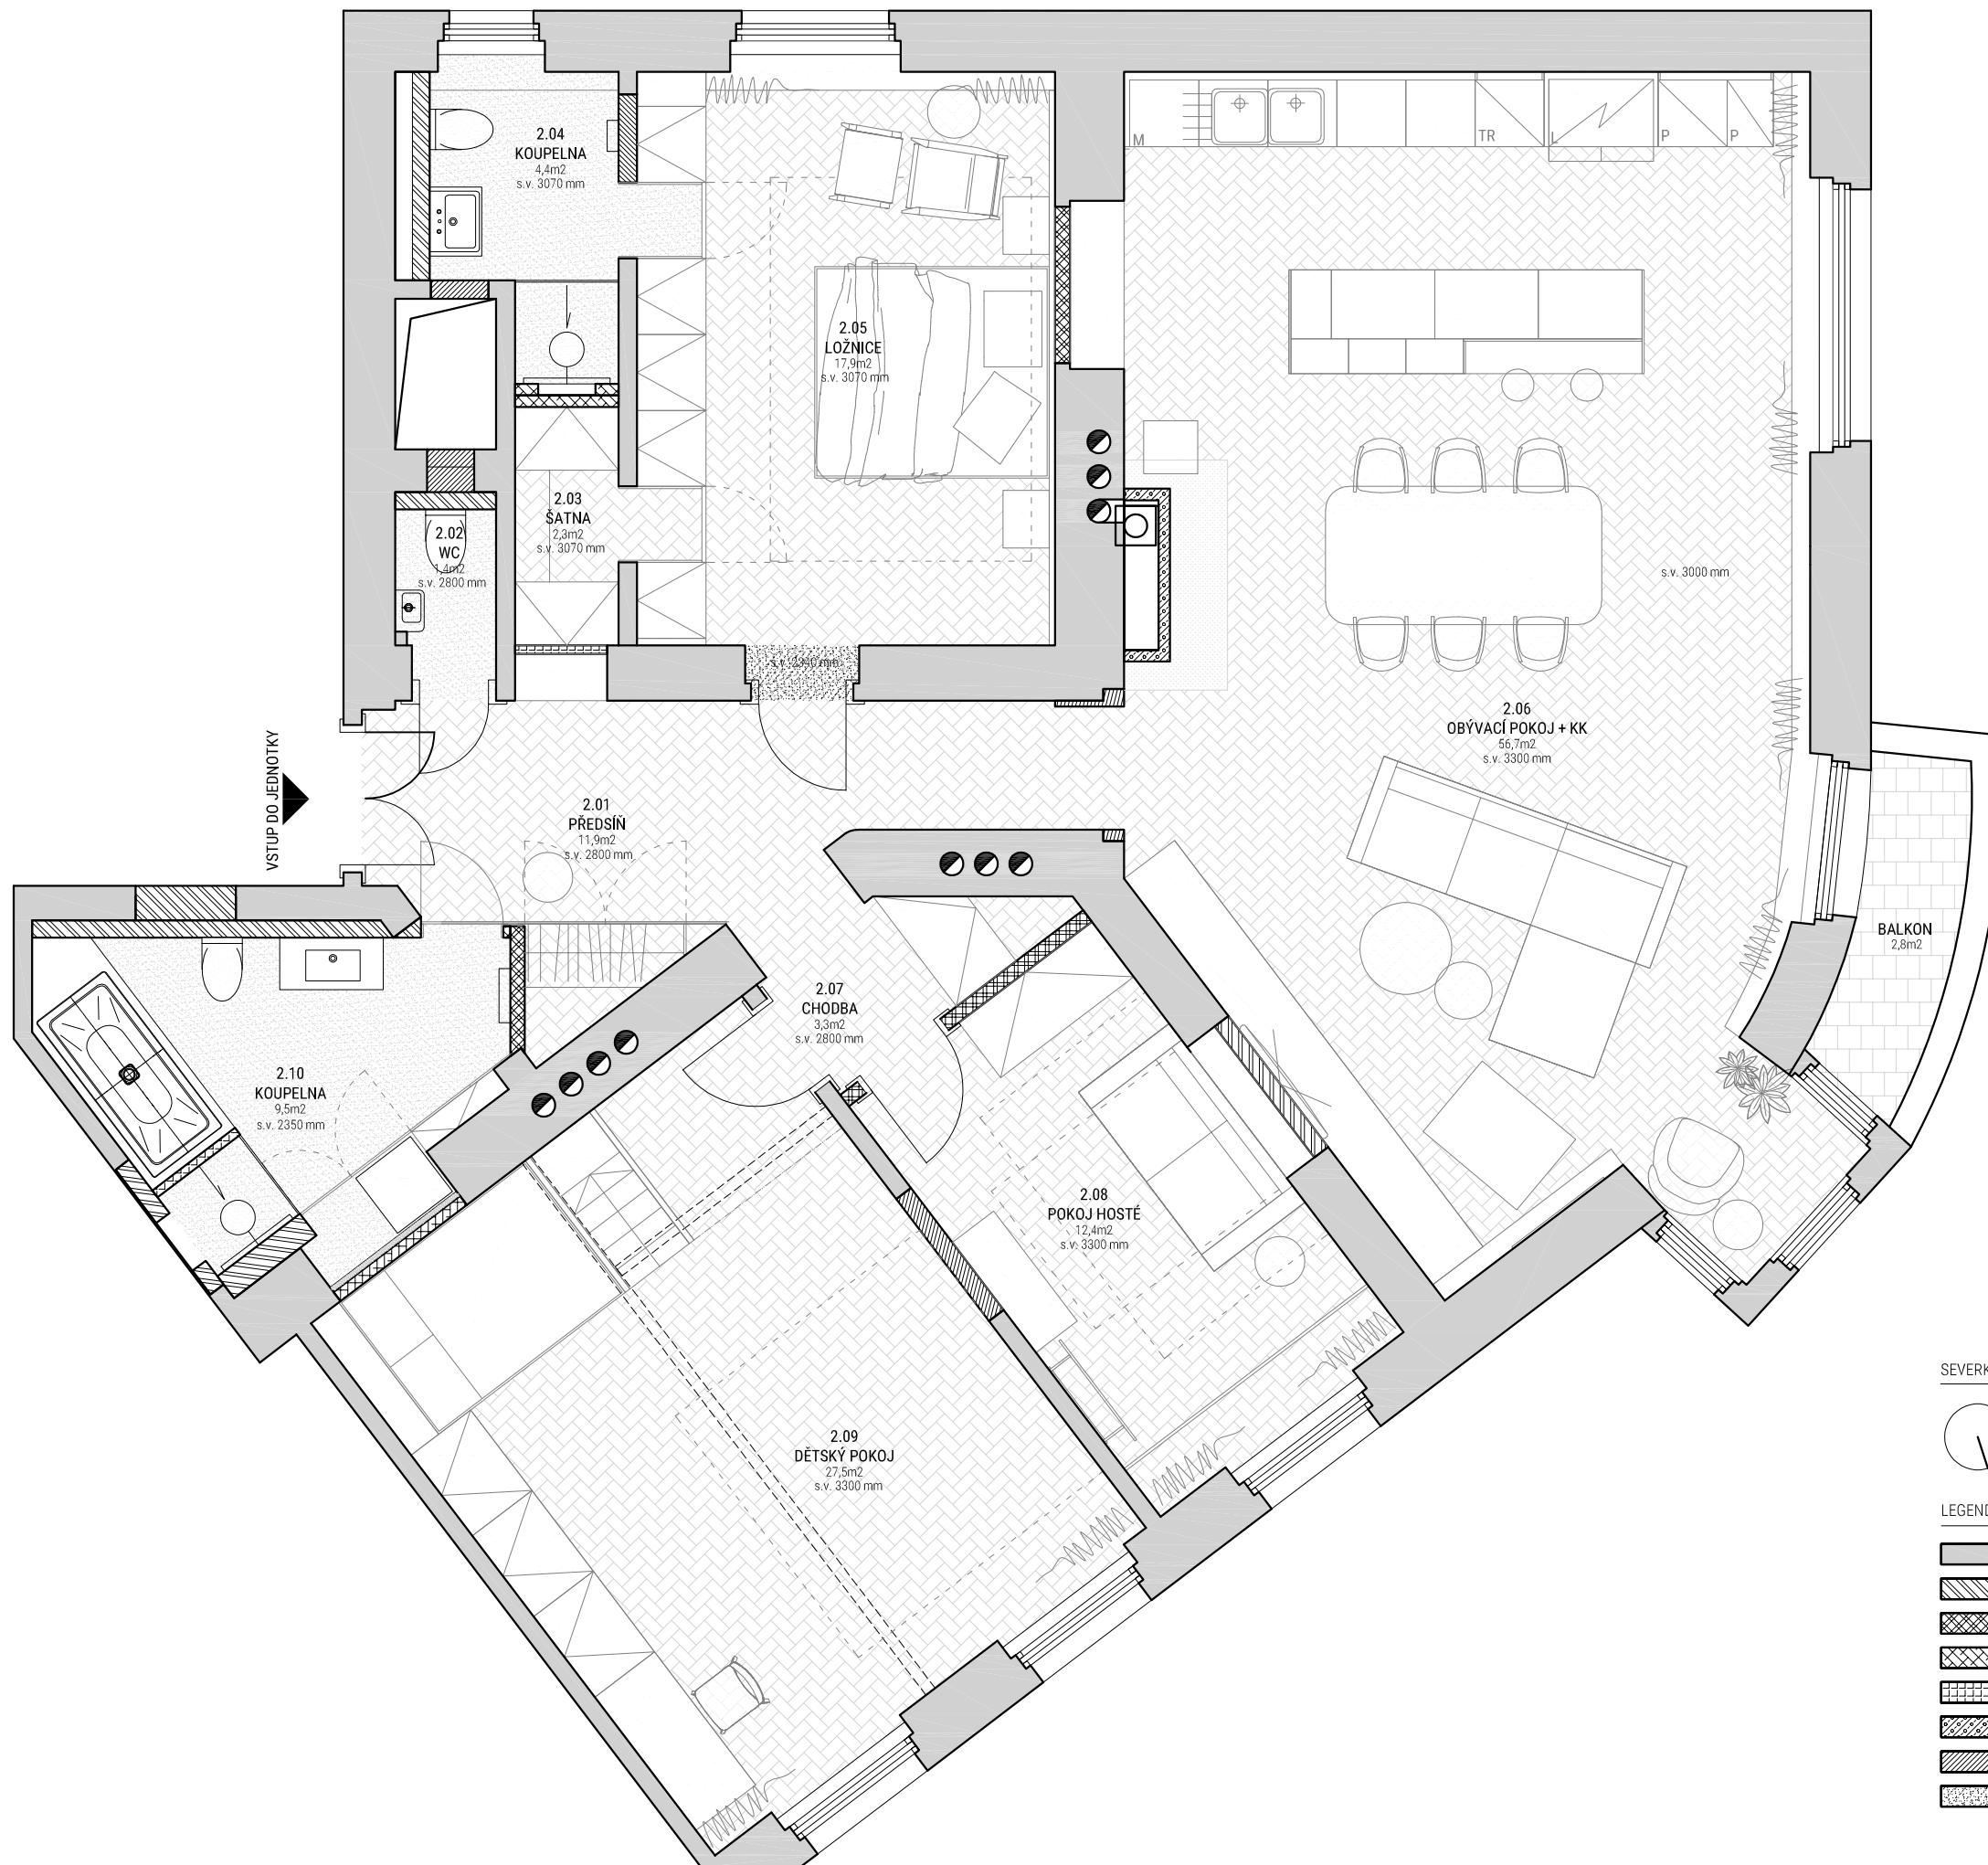 2.04
KOUPELNA
4,4m2
s.v. 3070 mm
M
TR
L
P
P
2.05
LOŽNICE
17,9m2
s.v. 3070 mm
2.03
ŠATNA
2,3m2
s.v. 3070 mm
2.02
WC
1,4m2
s.v. 2800 mm
s.v. 3000 mm
s.v. 2340 mm
2.06
OBÝVACÍ POKOJ + KK
56,7m2
s.v. 3300 mm
VSTUP DO JEDNOTKY
2.01
PŘEDSÍŇ
11,9m2
s.v. 2800 mm
BALKON
2,8m2
2.07
CHODBA
3,3m2
s.v. 2800 mm
2.10
KOUPELNA
9,5m2
s.v. 2350 mm
2.08
POKOJ HOSTÉ
12,4m2
s.v. 3300 mm
2.09
DĚTSKÝ POKOJ
27,5m2
s.v. 3300 mm
SEVERK
LEGEND